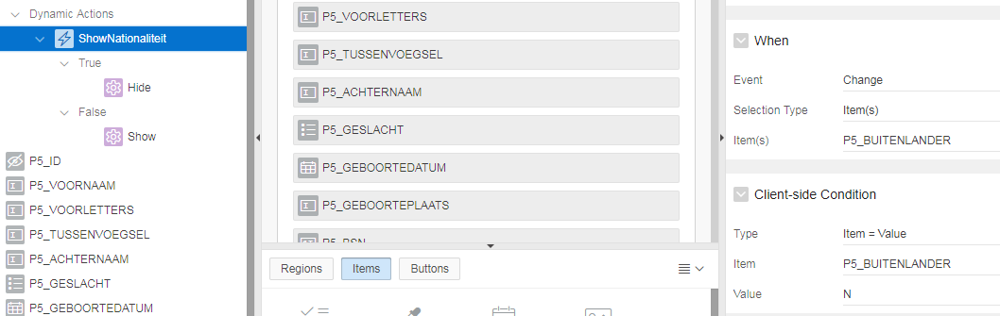 Dynamic Actions
ShowNationaliteit
True
Hide
False
Show
P5_ID
P5_VOORNAAM
P5_VOORLETTERS
P5_TUSSENVOEGSEL
P5_ACHTERNAAM
P5_GESLACHT
P5_GEBOORTEDATUM
P5_VOORLETTERS
P5_TUSSENVOEGSEL
P5_ACHTERNAAM
P5_GESLACHT
P5_GEBOORTEDATUM
P5_GEBOORTEPLAATS
P5_BSN
Regions Items Buttons
When
Event Change
Selection Type Item(s)
Item(s) P5_BUITENLANDER
Client-side Condition
Type Item = Value
Item P5_BUITENLANDER
Value N